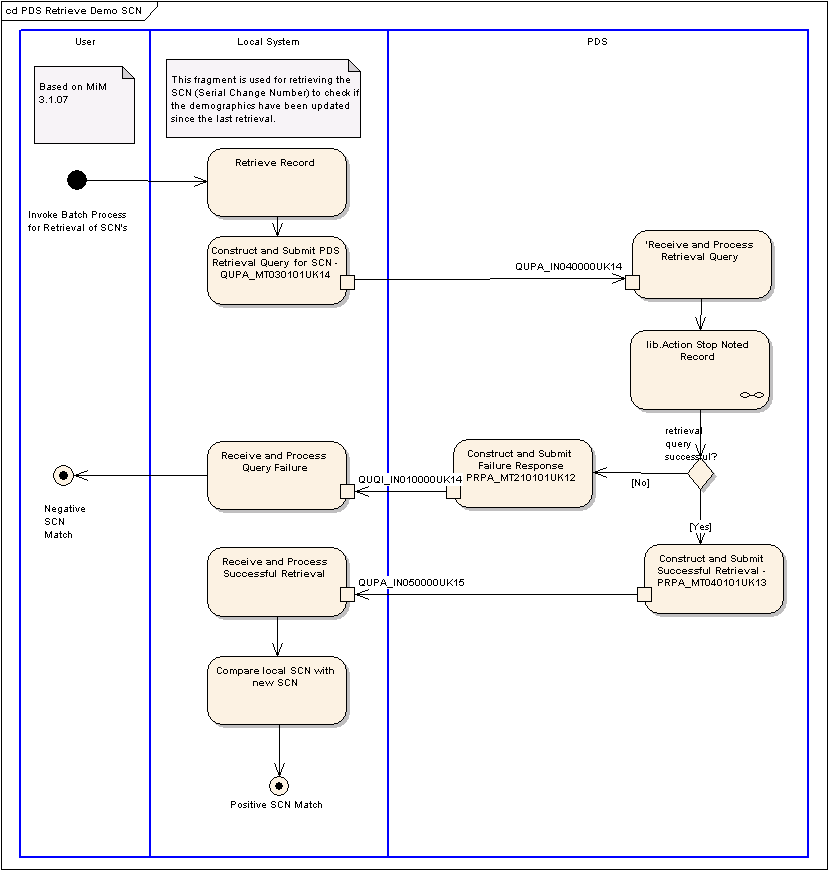 cd PDS Retrieve Demo SCN
User
Local System
PDS
Based on MiM
3.1.07
This fragment is used for retrieving the
SCN (Serial Change Number) to check if
the demographics have been updated
since the last retrieval.
Retrieve Record
Invoke Batch Process
for Retrieval of SCN's
Construct and Submit PDS
Retrieval Query for SCN -
QUPA_MT030101UK14
QUPA_IN040000UK14
'Receive and Process
Retrieval Query
lib.Action Stop Noted
Record
retrieval
query
successful?
Receive and Process
Query Failure
QUQI_IN010000UK14
Construct and Submit
Failure Response
PRPA_MT210101UK12
[No]
Negative
SCN
Match
[Yes]
Receive and Process
Successful Retrieval
QUPA_IN050000UK15
Construct and Submit
Successful Retrieval -
PRPA_MT040101UK13
Compare local SCN with
new SCN
Positive SCN Match